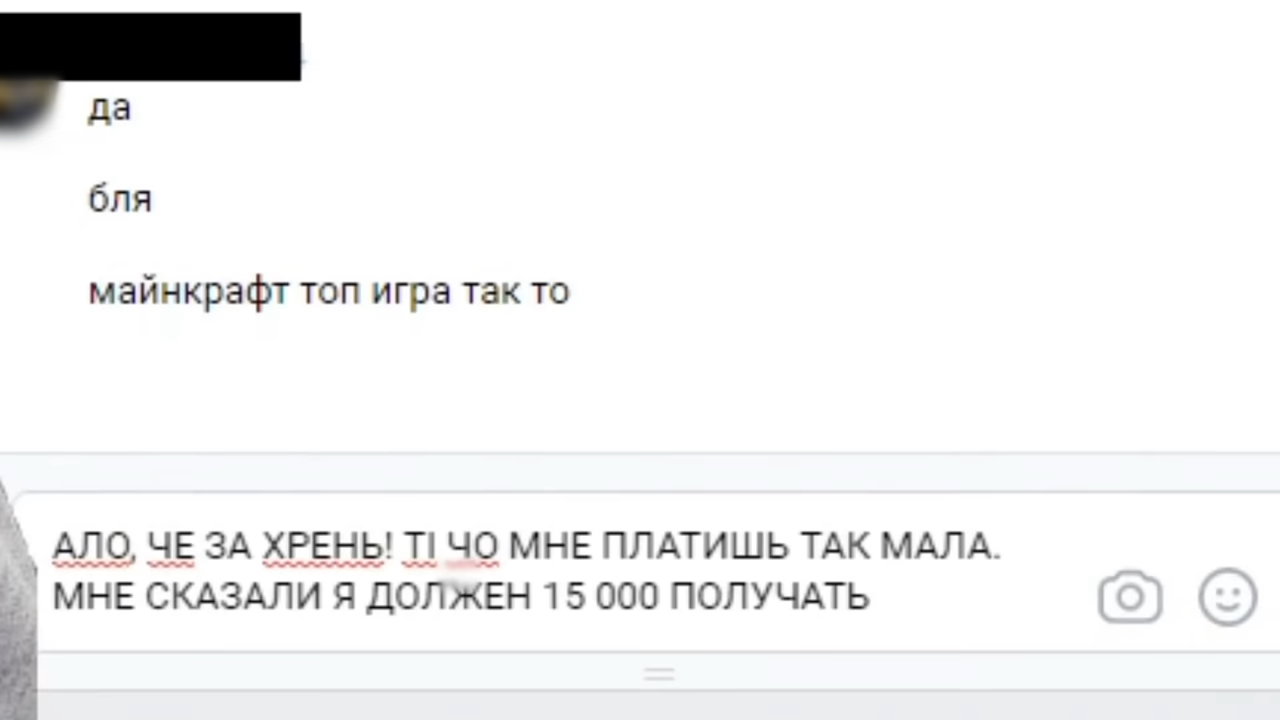 да
бля
майнкрафт топ игра так то
АЛО, ЧЕ ЗА ХРЕНЬ! ТІ ЧО МНЕ ПЛАТИШЬ ТАК МАЛА.
МНЕ СКАЗАЛИ Я ДОЛЖЕН 15 000 ПОЛУЧАТЬ